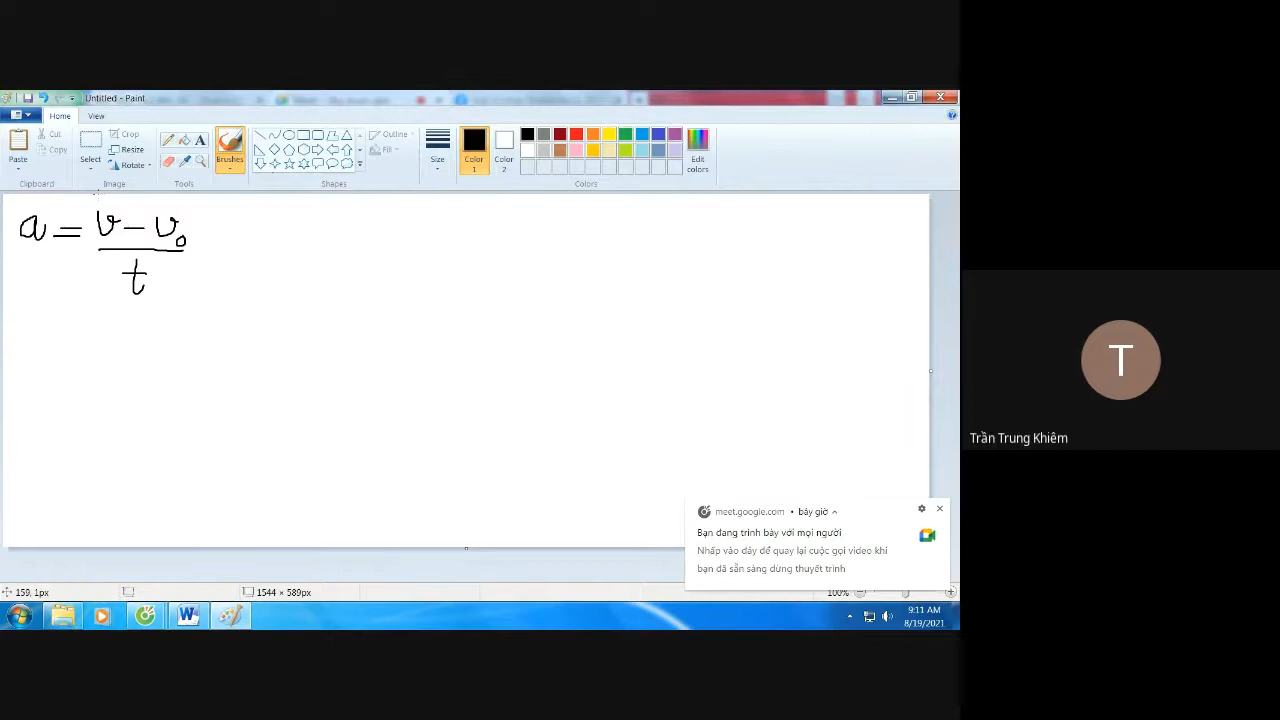 Untitled - Paint
Home View
Paste
Cut
Copy
Clipboard
Select
Crop
Resize
Rotate
Image
Tools
Brushes
Outline
Fill
Shapes
Size
Color 1
Color 2
Edit colors
Colors
a = v - v₀
t
T
Trần Trung Khiêm
meet.google.com • bây giờ
Bạn đang trình bày với mọi người
Nhấp vào đây để quay lại cuộc gọi video khi
bạn đã sẵn sàng dừng thuyết trình
159, 1px
1544 × 589px
100%
9:11 AM
8/19/2021